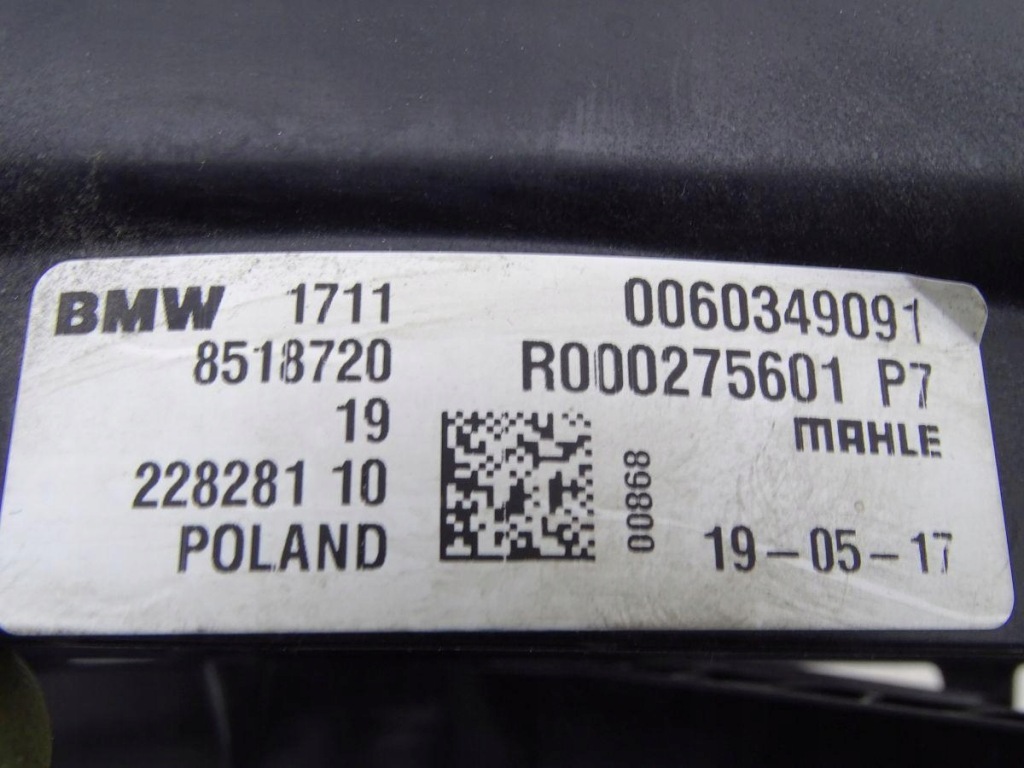 BMW 1711 0060349091
8518720 R000275601 P7
19 MAHLE
228281 10 00868
POLAND 19-05-17